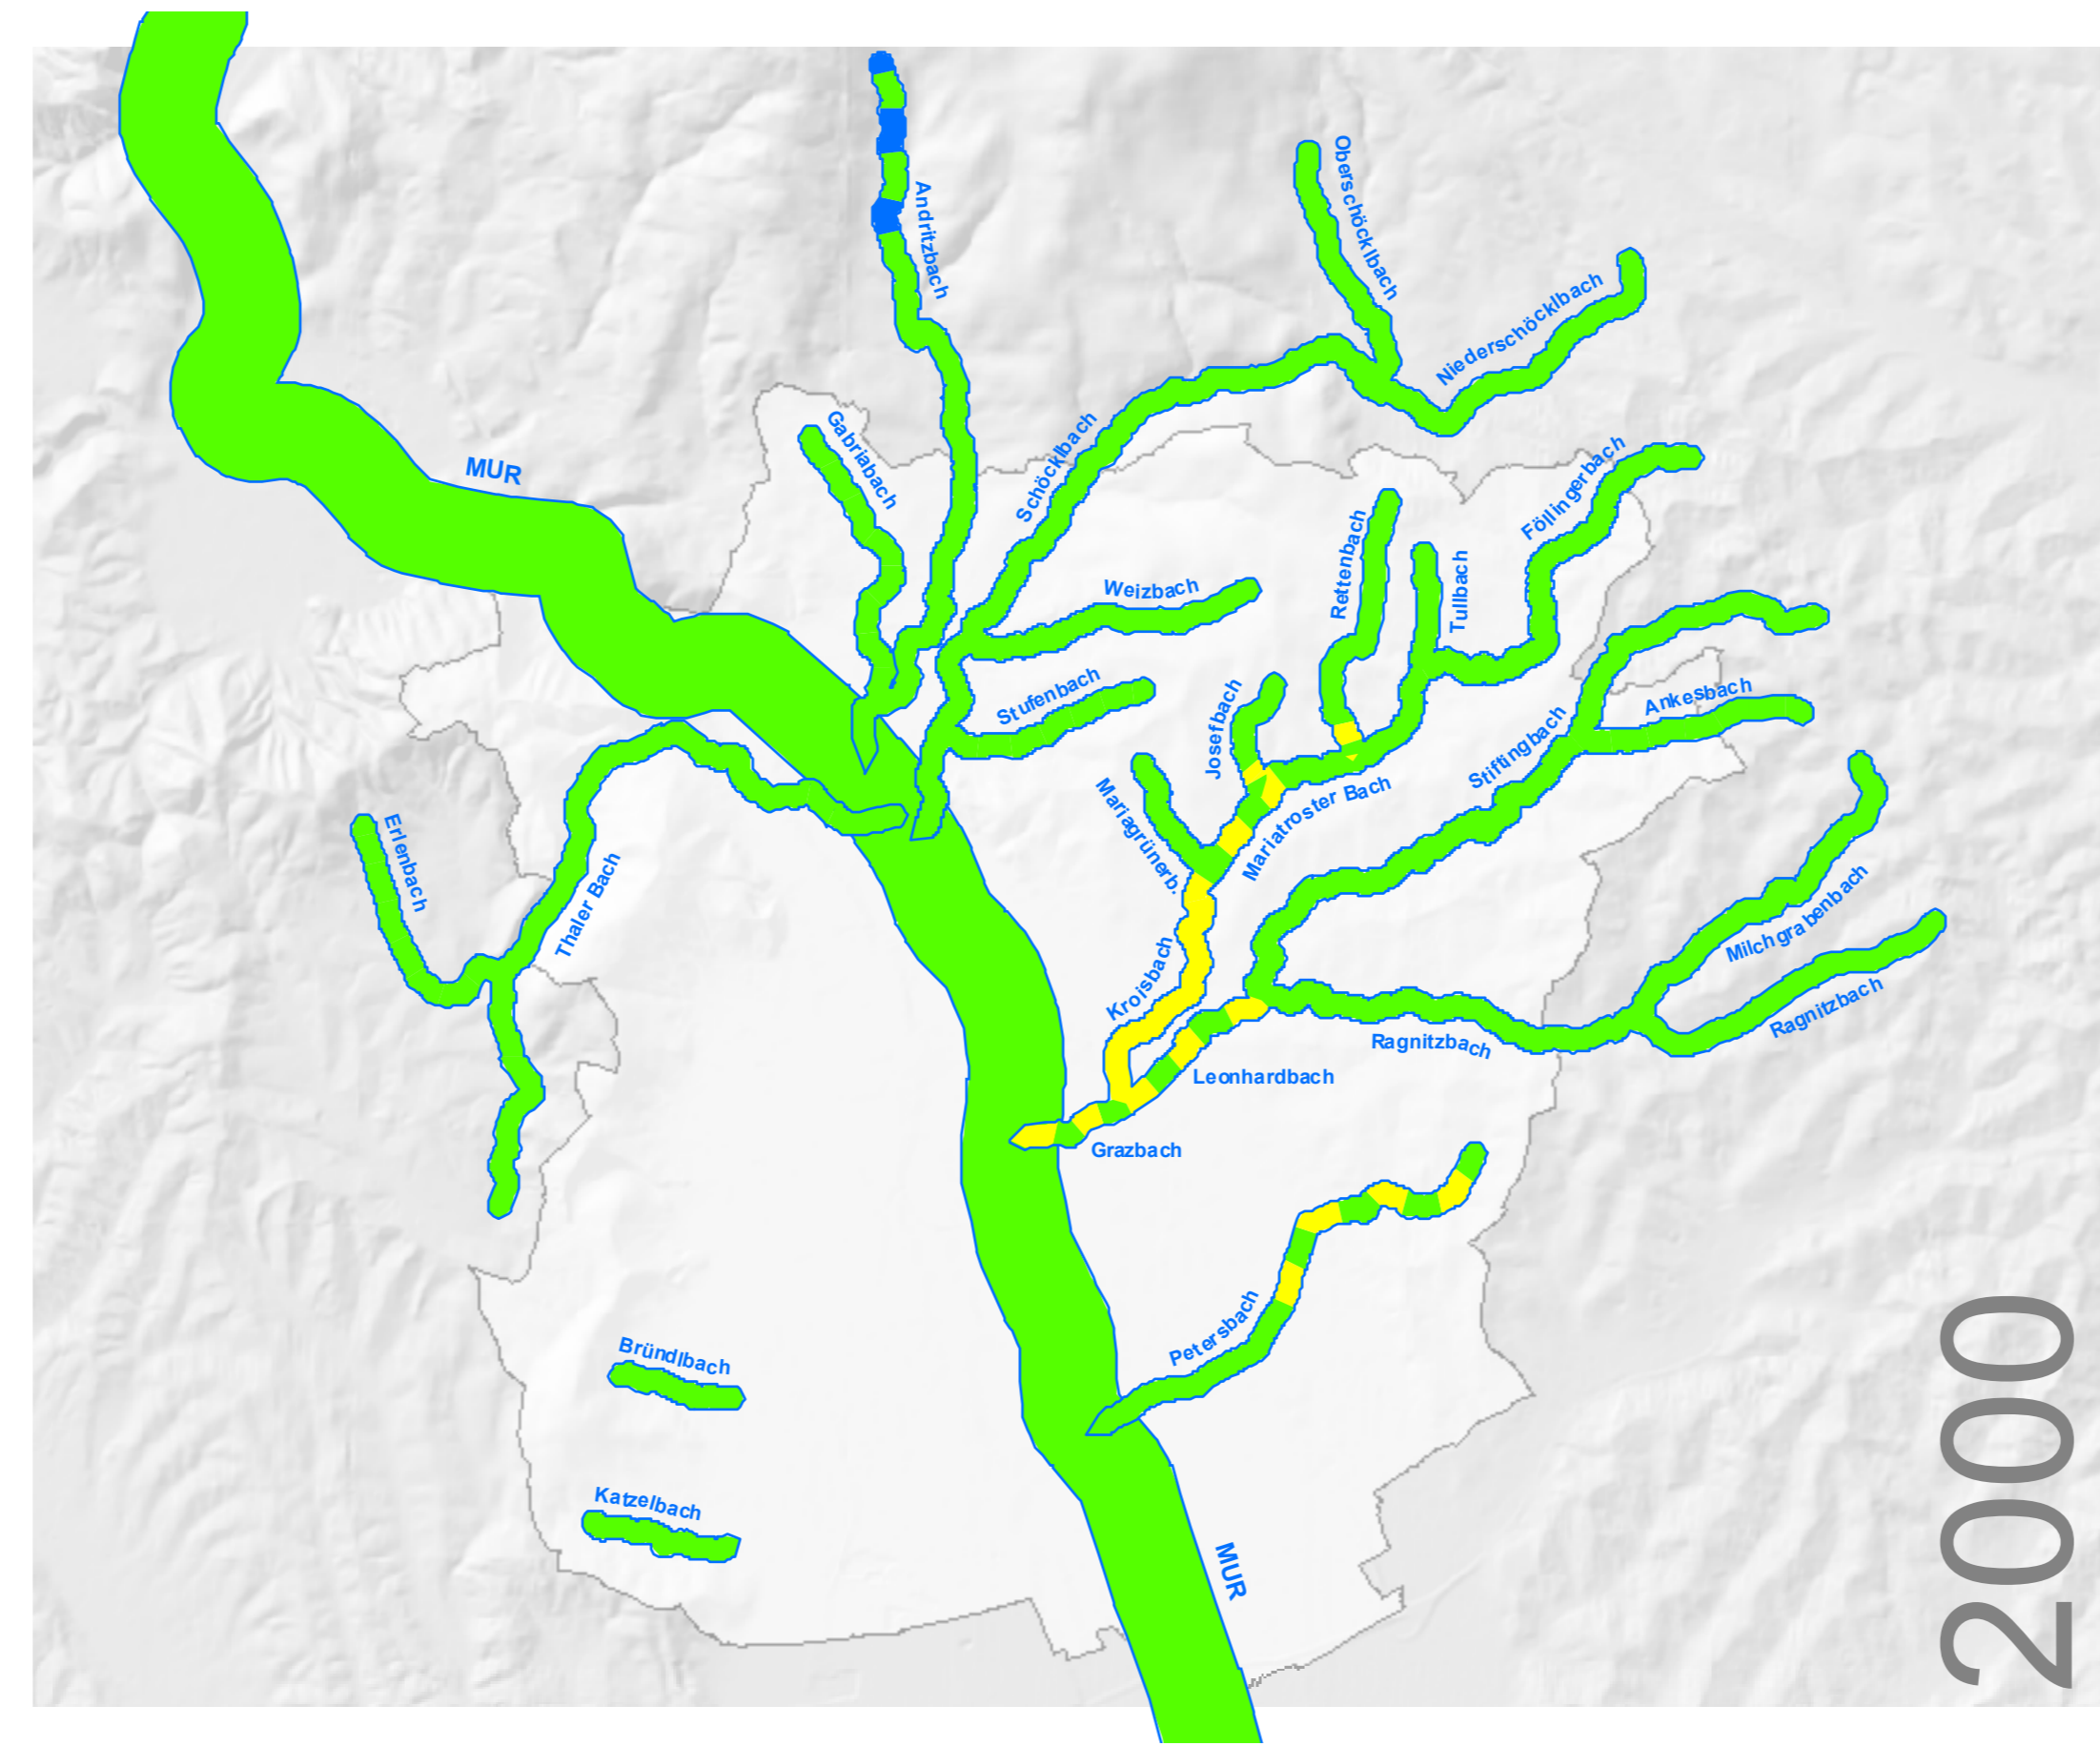 Andritzbach
Oberschöcklbach
Niederschöcklbach
MUR
Gabriabach
Schöcklbach
Föllingerbach
Rettenbach
Tullbach
Weizbach
Stufenbach
Josefbach
Ankesbach
Stiftingbach
Mariagrünerb.
Mariatroster Bach
Erlenbach
Thaler Bach
Milchgrabenbach
Kroisbach
Ragnitzbach
Ragnitzbach
Leonhardbach
Grazbach
Petersbach
Bründlbach
Katzelbach
MUR
2000